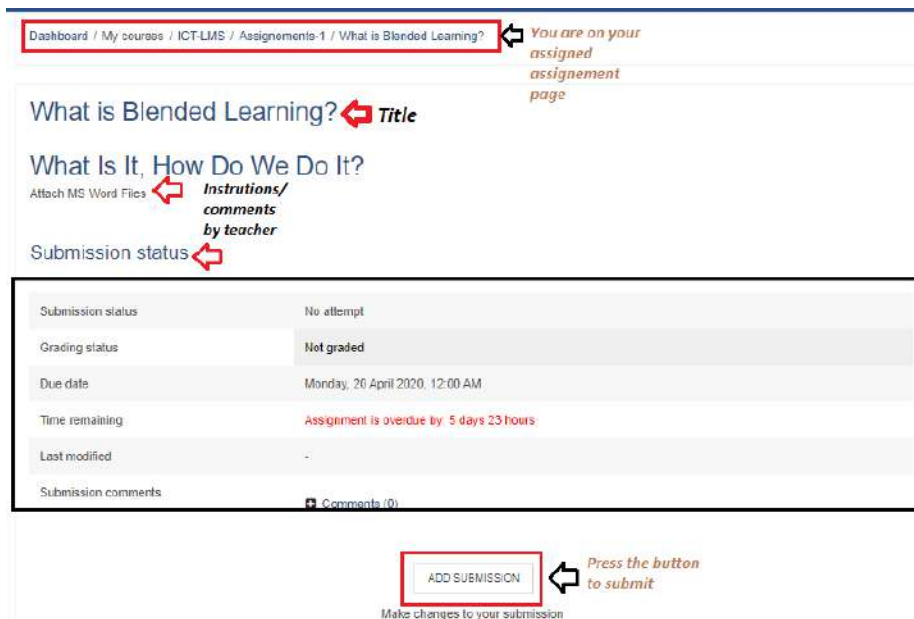 Dashboard / My courses / ICT-LMS / Assignements-1 / What is Blended Learning?
You are on your
assigned
assignement
page
What is Blended Learning?
Title
What Is It, How Do We Do It?
Attach MS Word Files
Instrutions/
comments
by teacher
Submission status
Submission status No attempt
Grading status Not graded
Due date Monday, 20 April 2020, 12:00 AM
Time remaining Assignment is overdue by: 5 days 23 hours
Last modified -
Submission comments
Comments (0)
ADD SUBMISSION
Press the button
to submit
Make changes to your submission